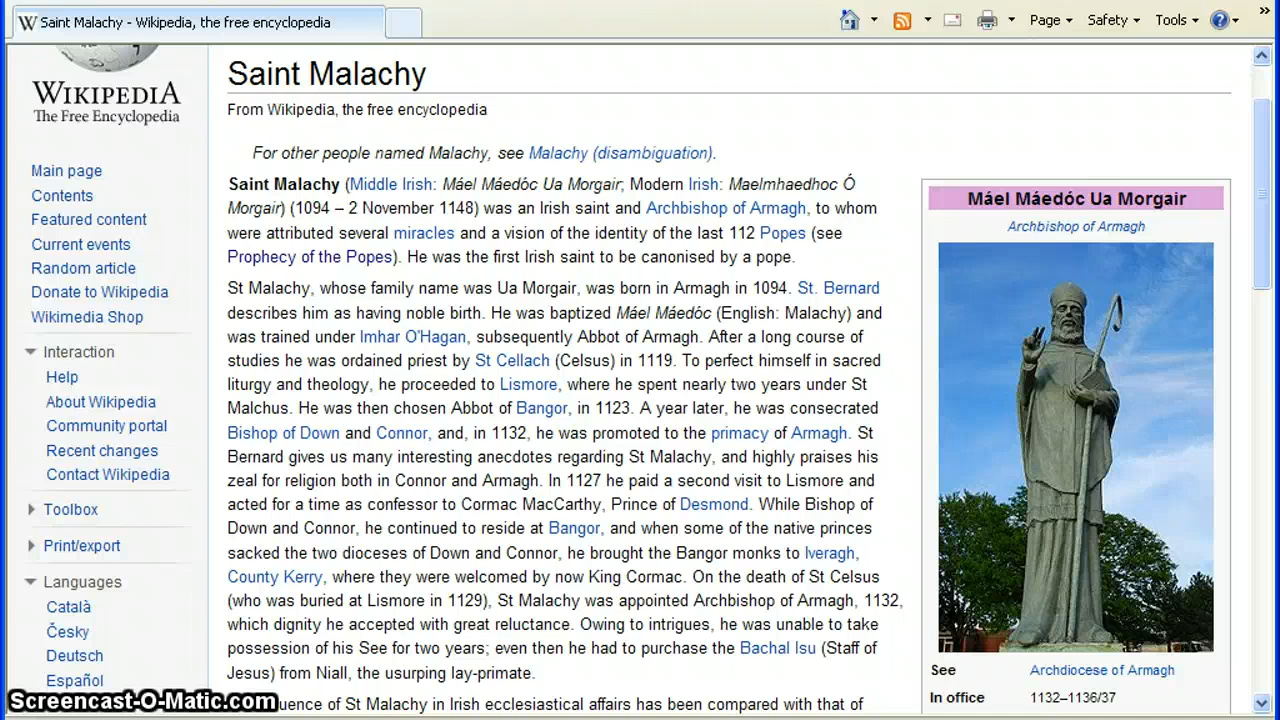 Saint Malachy - Wikipedia, the free encyclopedia
Page
Safety
Tools
WIKIPEDIA
The Free Encyclopedia
Main page
Contents
Featured content
Current events
Random article
Donate to Wikipedia
Wikimedia Shop
Interaction
Help
About Wikipedia
Community portal
Recent changes
Contact Wikipedia
Toolbox
Print/export
Languages
Català
Česky
Deutsch
Español
Saint Malachy
From Wikipedia, the free encyclopedia
For other people named Malachy, see Malachy (disambiguation).
Saint Malachy (Middle Irish: Máel Máedóc Ua Morgair; Modern Irish: Maelmhaedhoc Ó
Morgair) (1094 – 2 November 1148) was an Irish saint and Archbishop of Armagh, to whom
were attributed several miracles and a vision of the identity of the last 112 Popes (see
Prophecy of the Popes). He was the first Irish saint to be canonised by a pope.
St Malachy, whose family name was Ua Morgair, was born in Armagh in 1094. St. Bernard
describes him as having noble birth. He was baptized Máel Máedóc (English: Malachy) and
was trained under Imhar O'Hagan, subsequently Abbot of Armagh. After a long course of
studies he was ordained priest by St Cellach (Celsus) in 1119. To perfect himself in sacred
liturgy and theology, he proceeded to Lismore, where he spent nearly two years under St
Malchus. He was then chosen Abbot of Bangor, in 1123. A year later, he was consecrated
Bishop of Down and Connor, and, in 1132, he was promoted to the primacy of Armagh. St
Bernard gives us many interesting anecdotes regarding St Malachy, and highly praises his
zeal for religion both in Connor and Armagh. In 1127 he paid a second visit to Lismore and
acted for a time as confessor to Cormac MacCarthy, Prince of Desmond. While Bishop of
Down and Connor, he continued to reside at Bangor, and when some of the native princes
sacked the two dioceses of Down and Connor, he brought the Bangor monks to Iveragh,
County Kerry, where they were welcomed by now King Cormac. On the death of St Celsus
(who was buried at Lismore in 1129), St Malachy was appointed Archbishop of Armagh, 1132,
which dignity he accepted with great reluctance. Owing to intrigues, he was unable to take
possession of his See for two years; even then he had to purchase the Bachal Isu (Staff of
Jesus) from Niall, the usurping lay-primate.
of St Malachy in Irish ecclesiastical affairs has been compared with that of
Máel Máedóc Ua Morgair
Archbishop of Armagh
See Archdiocese of Armagh
In office 1132–1136/37
Screencast-O-Matic.com